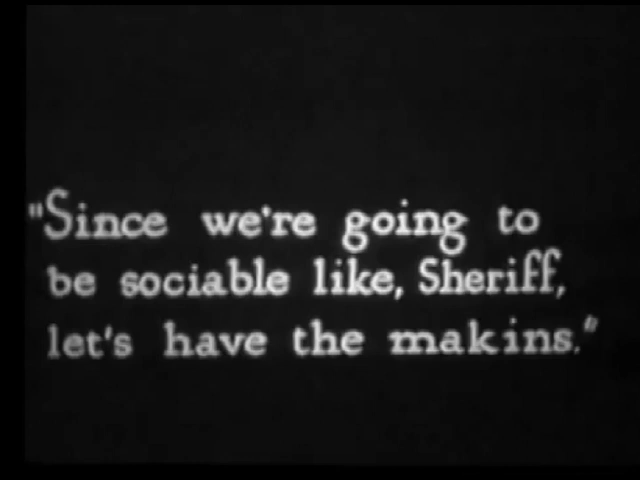 "Since we're going to
be sociable like, Sheriff,
let's have the makins."